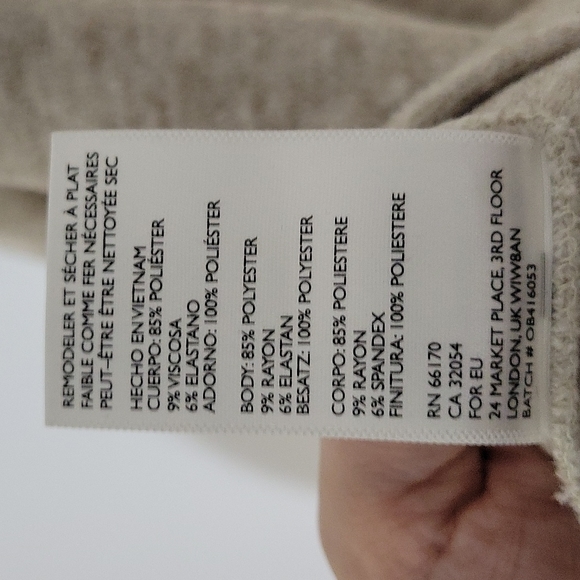 REMODELER ET SÉCHER À PLAT
FAIBLE COMME FER NÉCESSAIRES
PEUT-ÊTRE ÊTRE NETTOYÉE SEC
HECHO EN VIETNAM
CUERPO: 85% POLIÉSTER
9% VISCOSA
6% ELASTANO
ADORNO: 100% POLIÉSTER
BODY: 85% POLYESTER
9% RAYON
6% ELASTAN
BESATZ: 100% POLYESTER
CORPO: 85% POLIESTERE
9% RAYON
6% SPANDEX
FINITURA: 100% POLIESTERE
RN 66170
CA 32054
FOR EU
24 MARKET PLACE, 3RD FLOOR
LONDON, UK W1W8AN
BATCH # OB416053